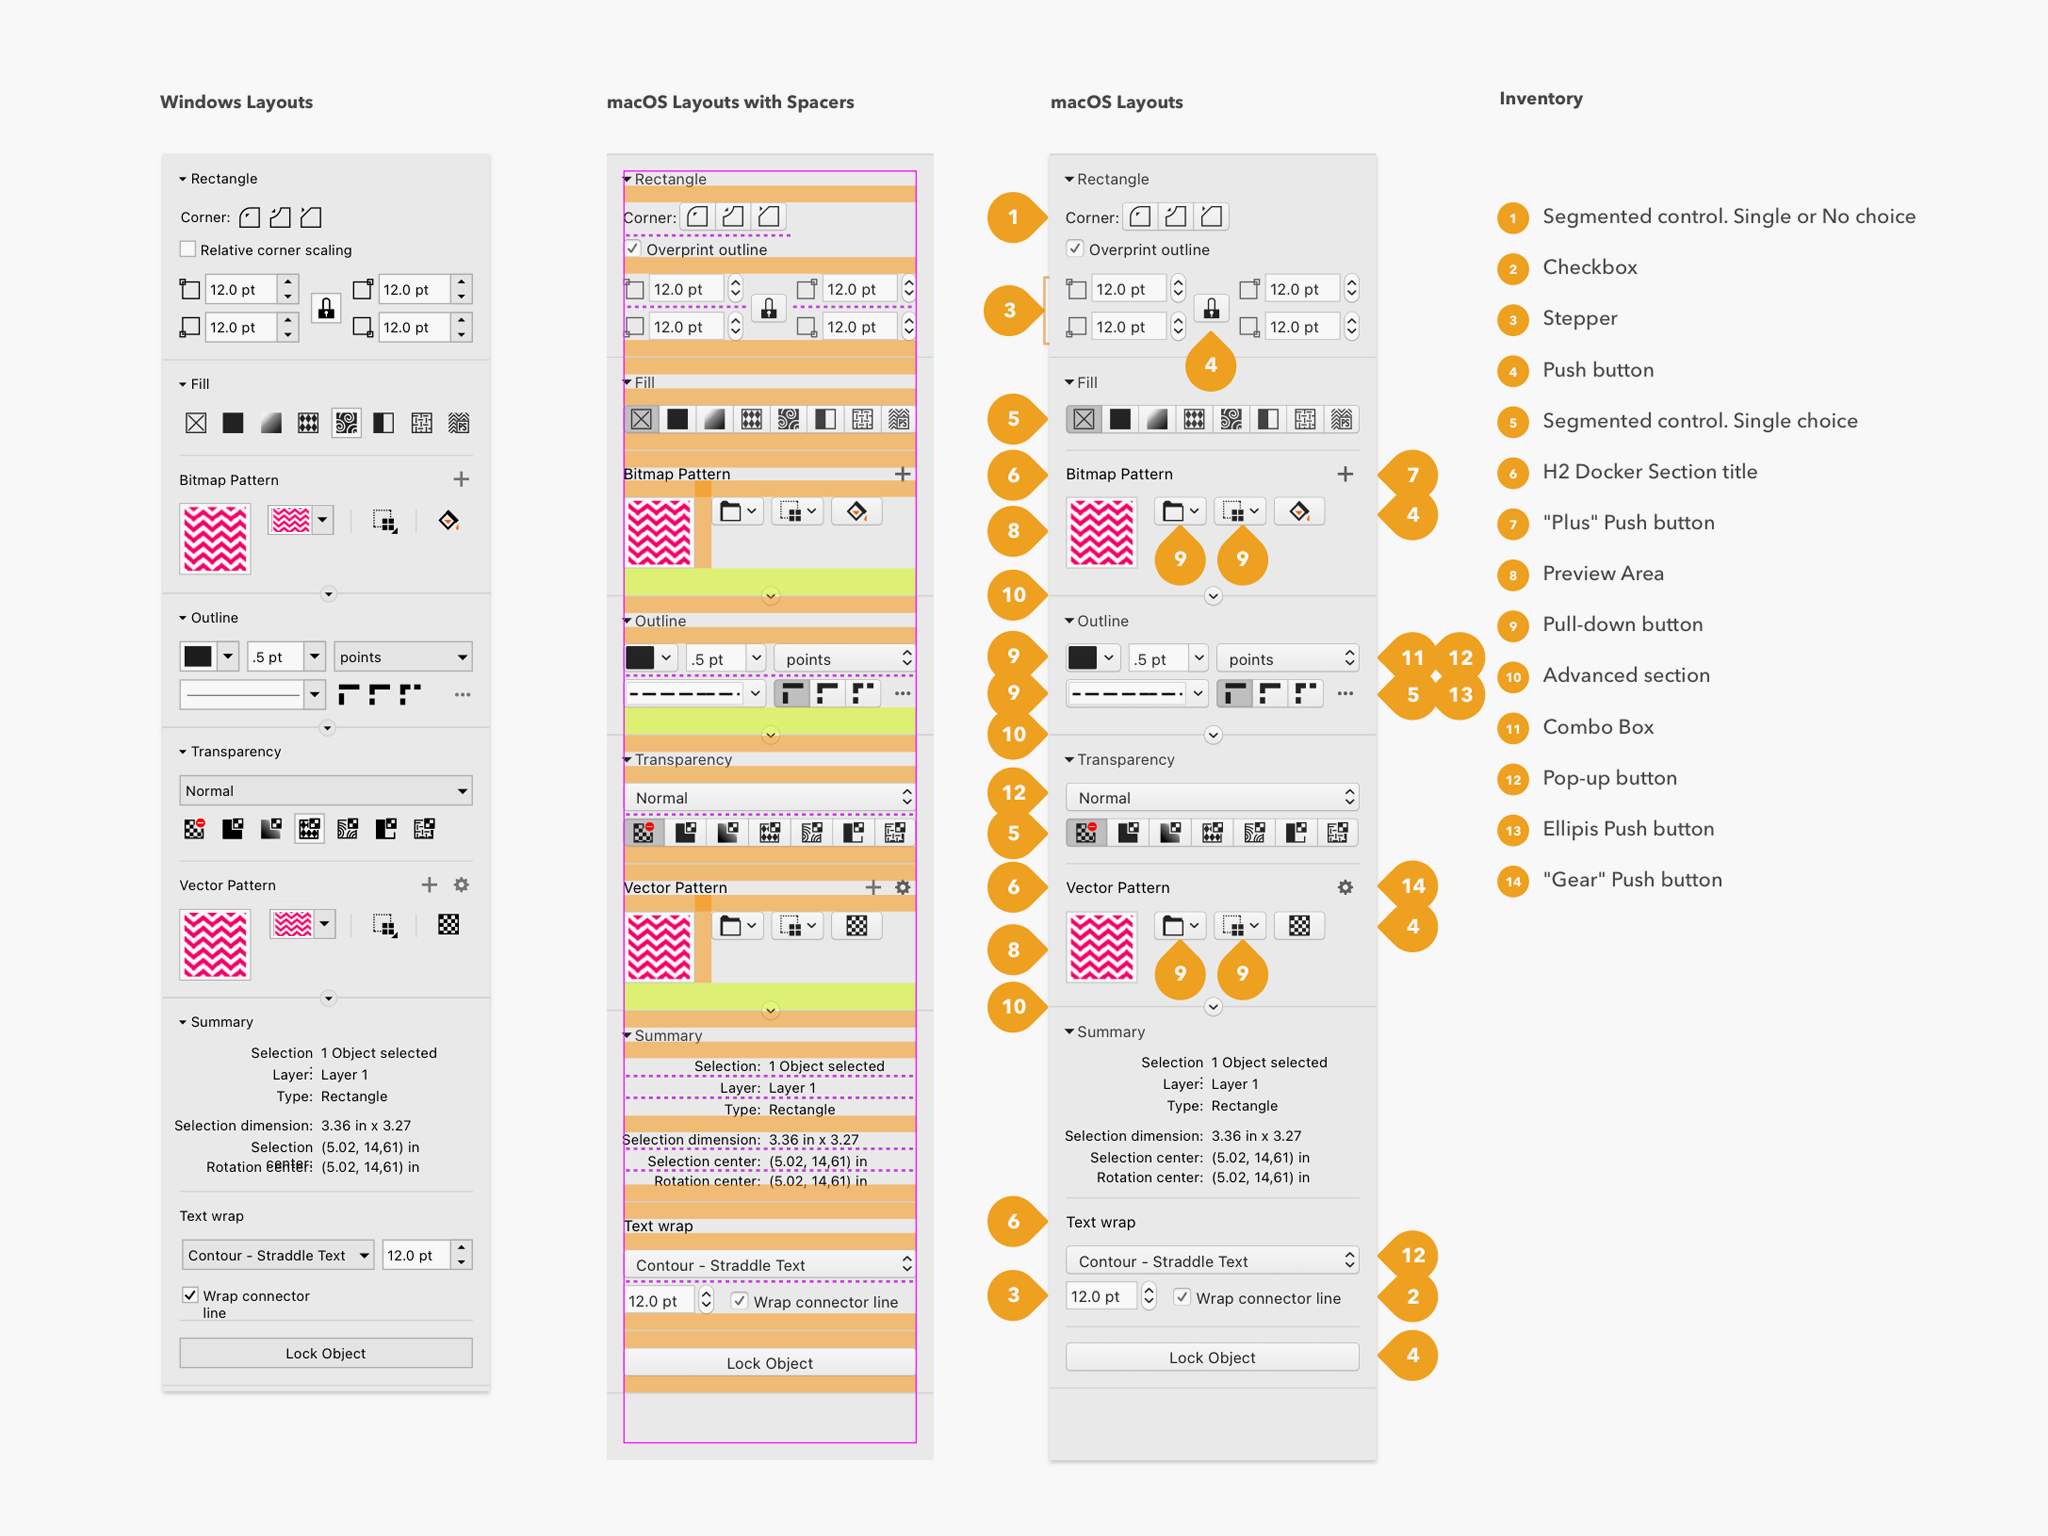 Windows Layouts
Rectangle
Corner:
Relative corner scaling
12.0 pt 12.0 pt
12.0 pt 12.0 pt
Fill
Bitmap Pattern
Outline
.5 pt points
Transparency
Normal
Vector Pattern
Summary
Selection 1 Object selected
: 
Layer: Layer 1
Type: Rectangle
Selection dimension: 3.36 in x 3.27
Selection (5.02, 14,61) in
center:
Rotation center: (5.02, 14,61) in
Text wrap
Contour - Straddle Text 12.0 pt
Wrap connector
line
Lock Object
macOS Layouts with Spacers
Rectangle
Corner:
Overprint outline
12.0 pt 12.0 pt
12.0 pt 12.0 pt
Fill
PS
Bitmap Pattern
Outline
.5 pt points
Transparency
Normal
Vector Pattern
Summary
Selection: 1 Object selected
Layer: Layer 1
Type: Rectangle
Selection dimension: 3.36 in x 3.27
Selection center: (5.02, 14,61) in
Rotation center: (5.02, 14,61) in
Text wrap
Contour - Straddle Text
12.0 pt Wrap connector line
Lock Object
macOS Layouts
Rectangle
1 Corner:
Overprint outline
12.0 pt 12.0 pt
3
12.0 pt 12.0 pt
4
Fill
5 PS
6 Bitmap Pattern 7
8 4
9 9
10
Outline
9 .5 pt points 11 12
9 5 13
10
Transparency
12 Normal
5
6 Vector Pattern 14
4
8
9 9
10
Summary
Selection 1 Object selected
:
Layer: Layer 1
Type: Rectangle
Selection dimension: 3.36 in x 3.27
Selection center: (5.02, 14,61) in
Rotation center: (5.02, 14,61) in
6 Text wrap
Contour - Straddle Text 12
3 12.0 pt Wrap connector line 2
Lock Object 4
Inventory
1 Segmented control. Single or No choice
2 Checkbox
3 Stepper
4 Push button
5 Segmented control. Single choice
6 H2 Docker Section title
7 "Plus" Push button
8 Preview Area
9 Pull-down button
10 Advanced section
11 Combo Box
12 Pop-up button
13 Ellipis Push button
14 "Gear" Push button